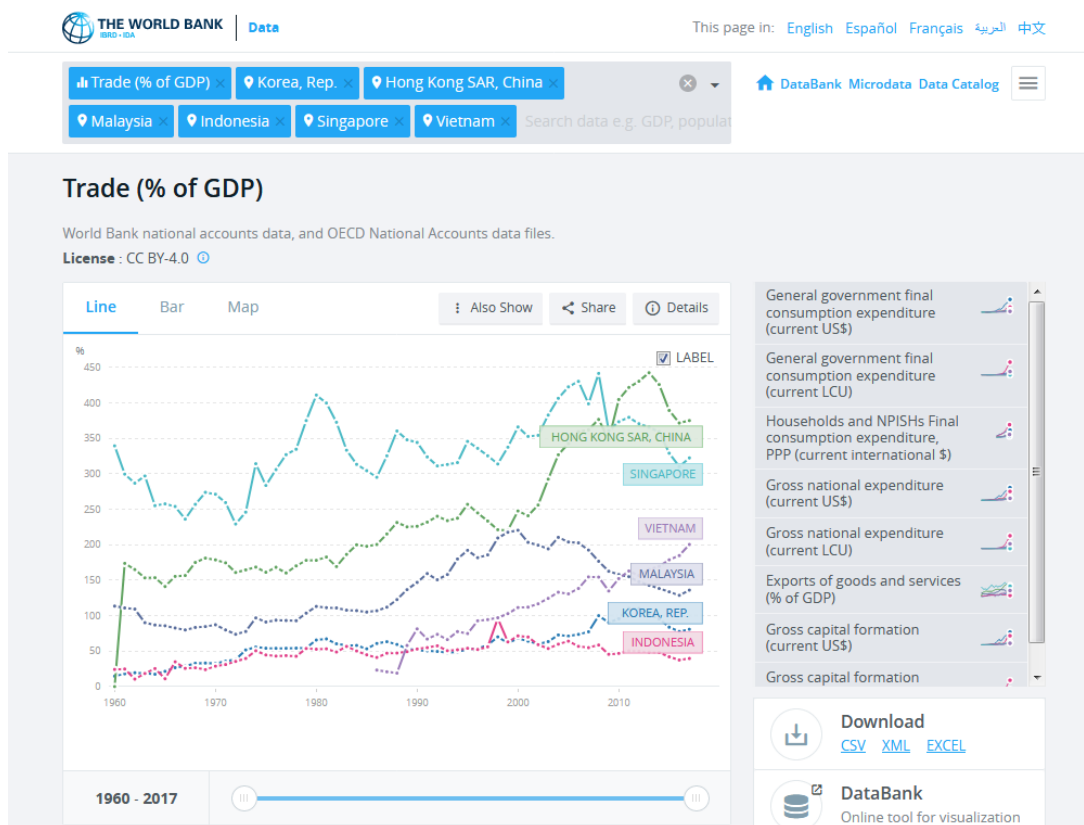 THE WORLD BANK
IBRD • IDA
Data
This page in: English Español Français العربية 中文
Trade (% of GDP) × Korea, Rep. × Hong Kong SAR, China ×
Malaysia × Indonesia × Singapore × Vietnam × Search data e.g. GDP, populat
DataBank Microdata Data Catalog
Trade (% of GDP)
World Bank national accounts data, and OECD National Accounts data files.
License : CC BY-4.0
Line Bar Map Also Show Share Details
%
LABEL
450
400
350
300
250
200
150
100
50
0
HONG KONG SAR, CHINA
SINGAPORE
VIETNAM
MALAYSIA
KOREA, REP.
INDONESIA
1960 1970 1980 1990 2000 2010
1960 - 2017
General government final
consumption expenditure
(current US$)
General government final
consumption expenditure
(current LCU)
Households and NPISHs Final
consumption expenditure,
PPP (current international $)
Gross national expenditure
(current US$)
Gross national expenditure
(current LCU)
Exports of goods and services
(% of GDP)
Gross capital formation
(current US$)
Gross capital formation
Download
CSV XML EXCEL
DataBank
Online tool for visualization